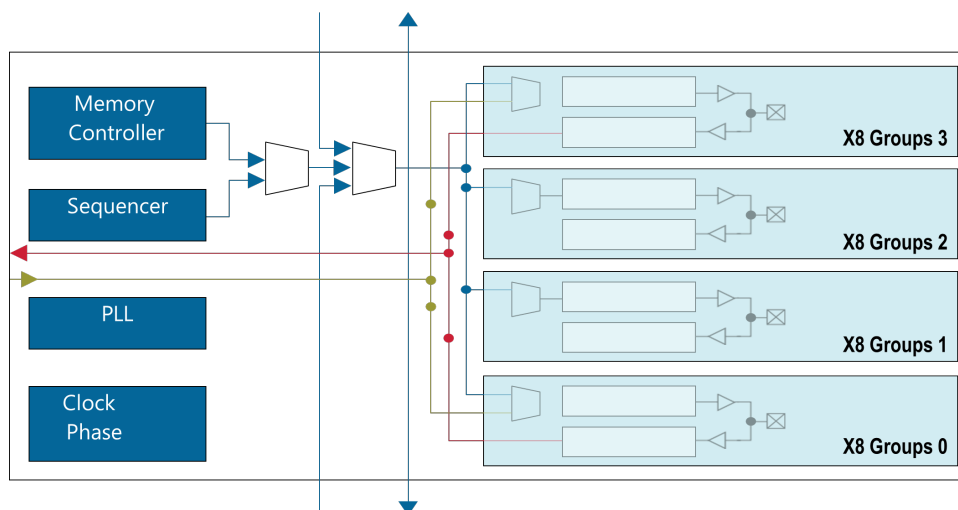 Memory
Controller
Sequencer
PLL
Clock
Phase
X8 Groups 3
X8 Groups 2
X8 Groups 1
X8 Groups 0